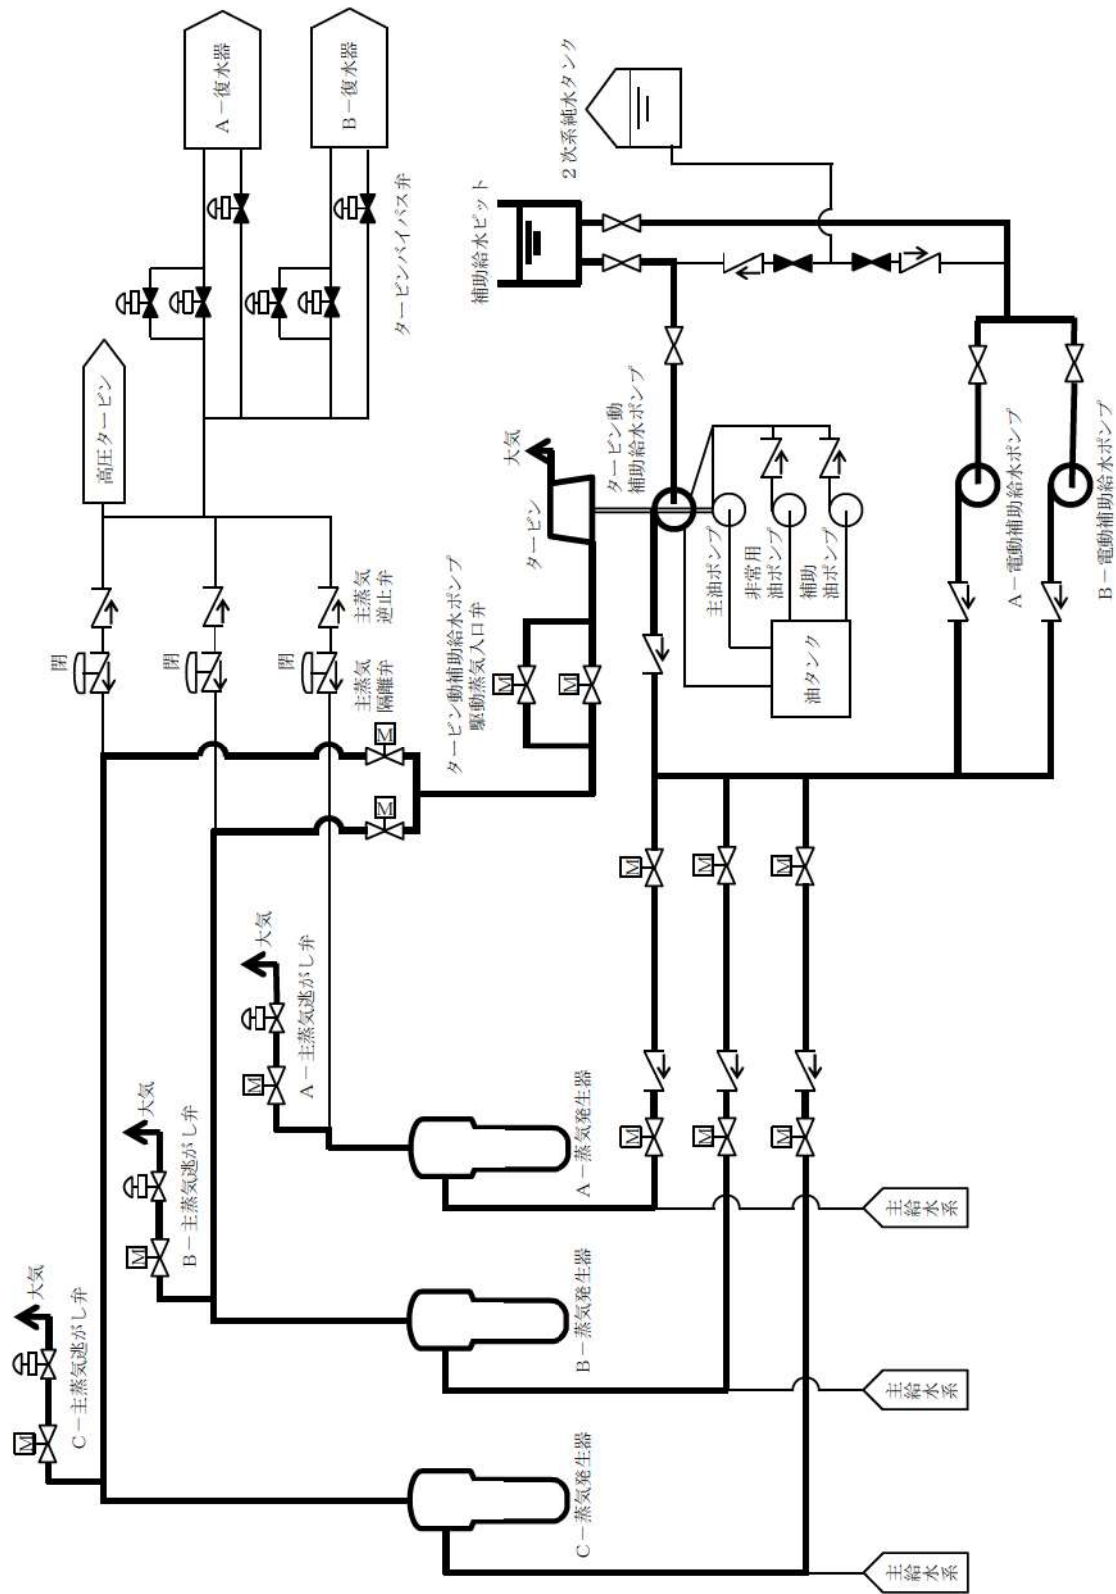 A－復水器
B－復水器
タービンバイパス弁
高圧タービン
2次系純水タンク
補助給水ピット
閉
閉
閉
主蒸気
逆止弁
主蒸気
隔離弁
大気
タービン
タービン動
補助給水ポンプ
タービン動補助給水ポンプ
駆動蒸気入口弁
M
M
M
M
主油ポンプ
非常用
油ポンプ
補助
油ポンプ
油タンク
A－電動補助給水ポンプ
B－電動補助給水ポンプ
大気
A－主蒸気逃がし弁
M
大気
B－主蒸気逃がし弁
M
大気
C－主蒸気逃がし弁
M
M
M
M
M
M
M
A－蒸気発生器
B－蒸気発生器
C－蒸気発生器
主
給
水
系
主
給
水
系
主
給
水
系